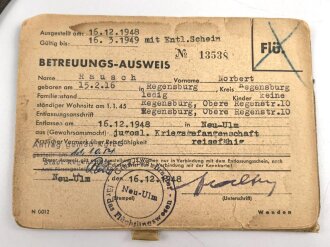 Ausgestellt am 16.12.1948
Gültig bis: 16. 3.1949 mit Entl.Schein
№ 13538
Flü.
BETREUUNGS-AUSWEIS
Name Rausch Vorname Norbert
geboren am 15.2.16 in Regensburg Kreis Regensburg
Familienstand ledig Kinder keine
ständiger Wohnsitz am 1.1.45 Regensburg, Obere Regenstr.10
Entlassungsanschrift Regensburg, Obere Regenstr.10
Entlassen am 16.12.1948 in Neu-Ulm
aus (Gewahrsamsmacht) jugosl. Kriegsgefangenschaft
reisefähig
Neu-Ulm 16.12.1948
Neu-Ulm
(Unterschrift)
N 0012 Wenden